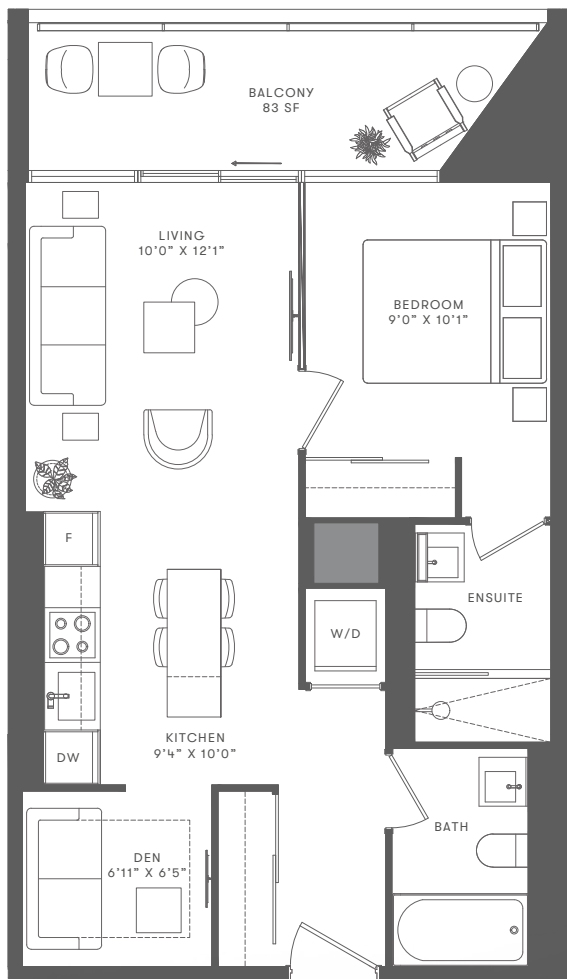 BALCONY
83 SF
LIVING
10'0" X 12'1"
BEDROOM
9'0" X 10'1"
F
ENSUITE
W/D
KITCHEN
9'4" X 10'0"
DW
BATH
DEN
6'11" X 6'5"